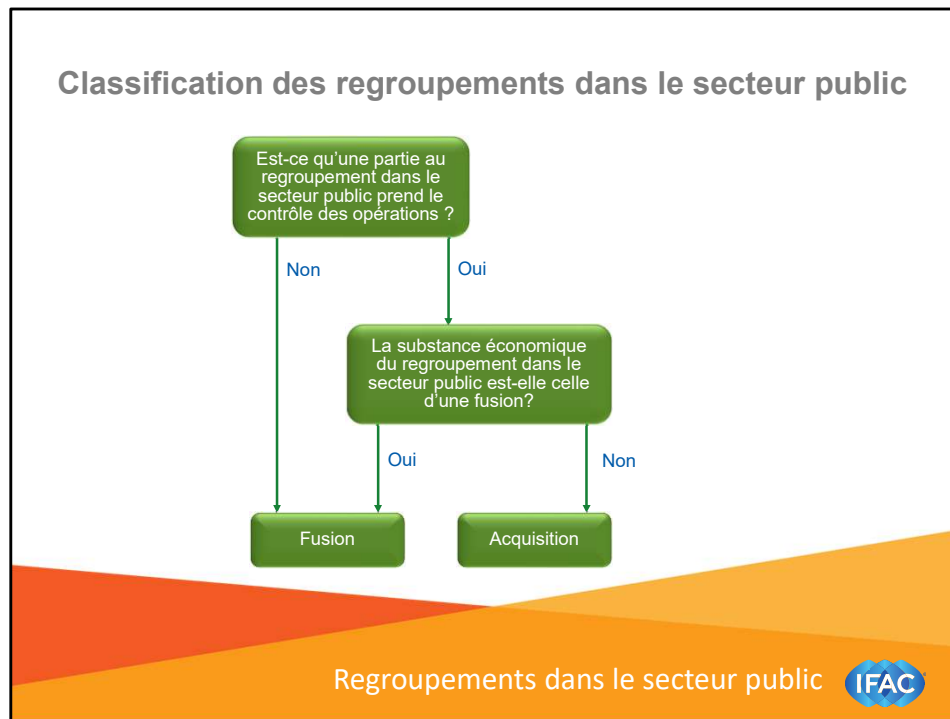 Classification des regroupements dans le secteur public
Est-ce qu’une partie au
regroupement dans le
secteur public prend le
contrôle des opérations ?
Non
Oui
La substance économique
du regroupement dans le
secteur public est-elle celle
d’une fusion?
Oui
Non
Fusion
Acquisition
Regroupements dans le secteur public
IFAC